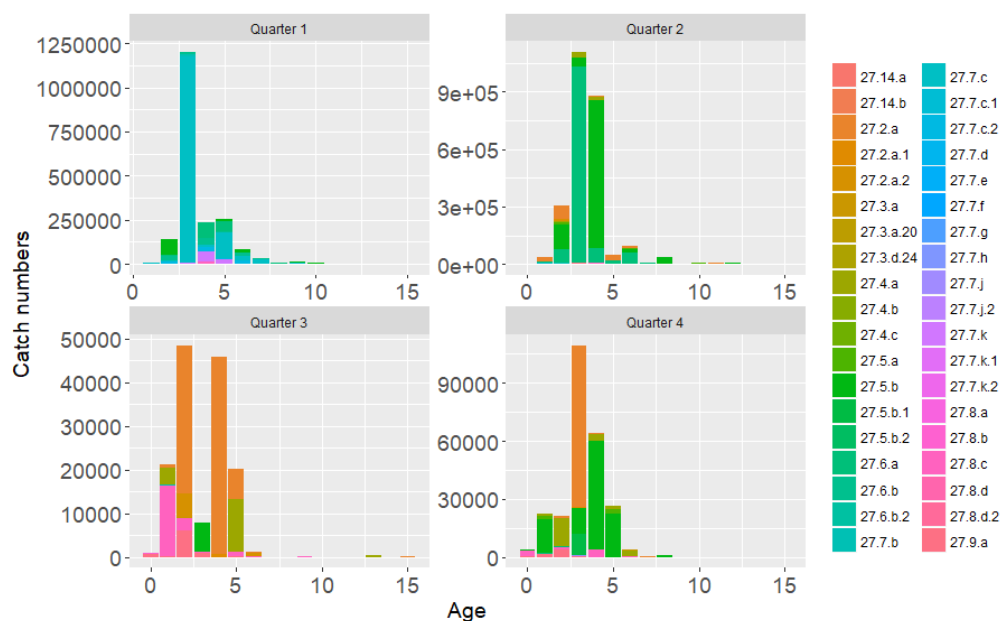 Quarter 1
Quarter 2
1250000
1000000
750000
500000
250000
0
9e+05
6e+05
3e+05
0e+00
0
5
10
15
0
5
10
15
Quarter 3
Quarter 4
50000
40000
30000
20000
10000
0
90000
60000
30000
0
0
5
10
15
0
5
10
15
Catch numbers
Age
27.14.a
27.14.b
27.2.a
27.2.a.1
27.2.a.2
27.3.a
27.3.a.20
27.3.d.24
27.4.a
27.4.b
27.4.c
27.5.a
27.5.b
27.5.b.1
27.5.b.2
27.6.a
27.6.b
27.6.b.2
27.7.b
27.7.c
27.7.c.1
27.7.c.2
27.7.d
27.7.e
27.7.f
27.7.g
27.7.h
27.7.j
27.7.j.2
27.7.k
27.7.k.1
27.7.k.2
27.8.a
27.8.b
27.8.c
27.8.d
27.8.d.2
27.9.a